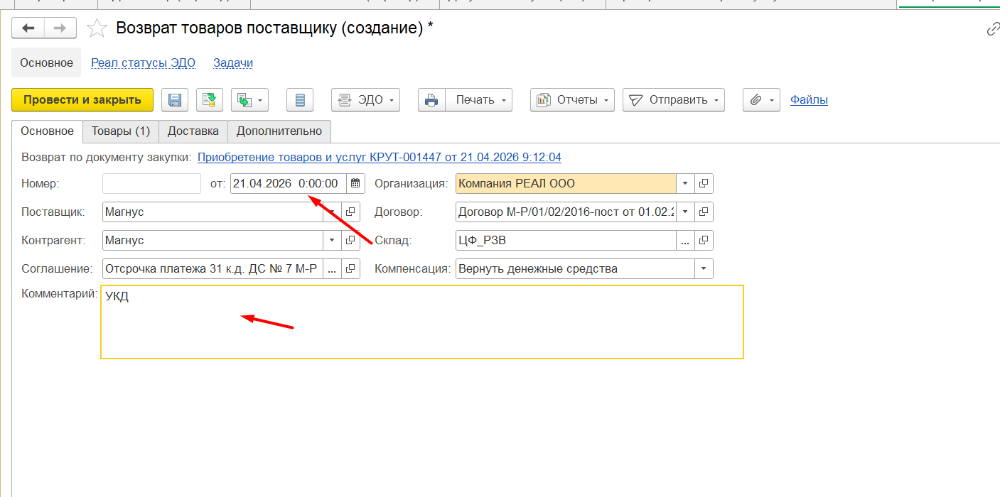 Возврат товаров поставщику (создание) *
Основное Реал статусы ЭДО Задачи
Провести и закрыть ЭДО Печать Отчеты Отправить Файлы
Основное Товары (1) Доставка Дополнительно
Возврат по документу закупки: Приобретение товаров и услуг КРУТ-001447 от 21.04.2026 9:12:04
Номер: от: 21.04.2026 0:00:00 Организация: Компания РЕАЛ ООО
Поставщик: Магнус Договор: Договор М-Р/01/02/2016-пост от 01.02.2
Контрагент: Магнус Склад: ЦФ_РЗВ ...
Соглашение: Отсрочка платежа 31 к.д. ДС № 7 М-Р ... Компенсация: Вернуть денежные средства
Комментарий: УКД